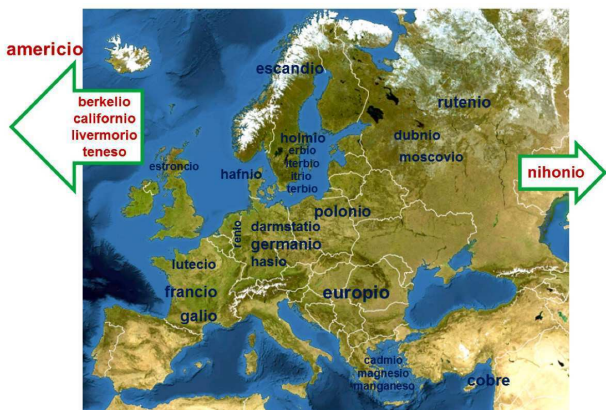 americio
berkelio
californio
livermorio
teneso
escandio
rutenio
holmio
erbio
iterbio
itrio
terbio
dubnio
moscovio
estroncio
hafnio
nihonio
polonio
renio
darmstatio
germanio
hasio
lutecio
francio
galio
europio
cadmio
magnesio
manganeso
cobre